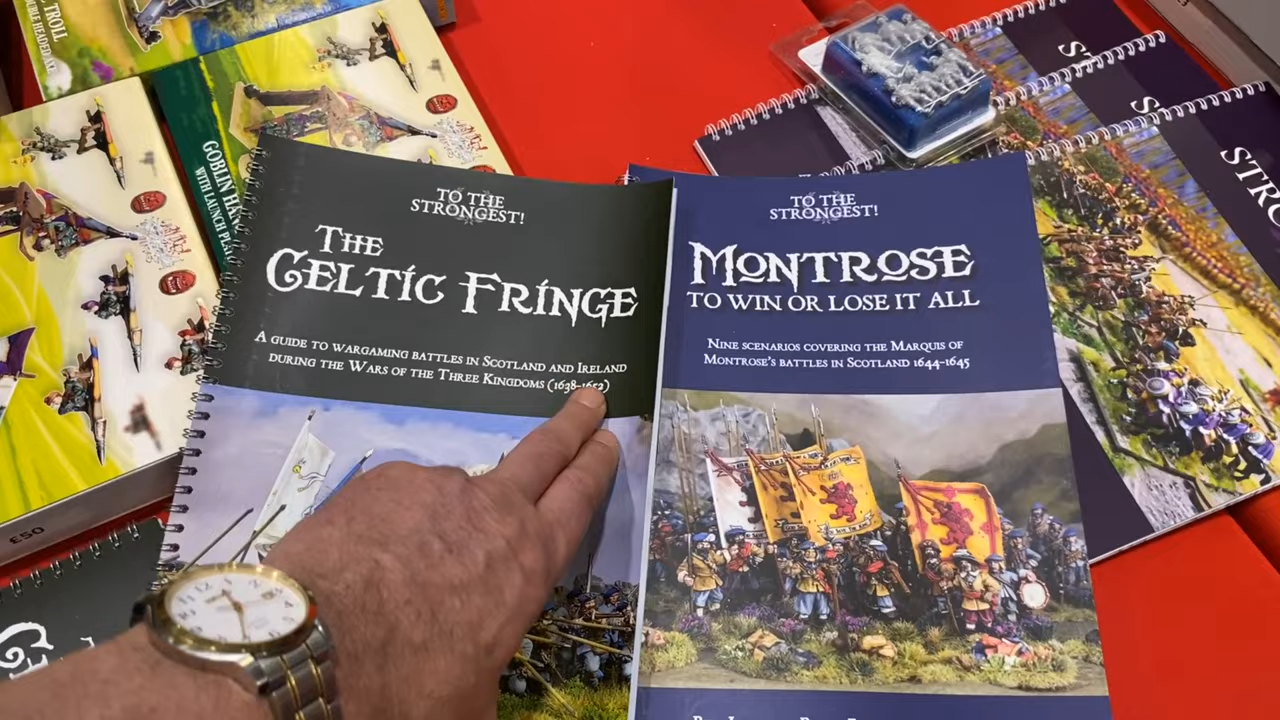 TROLL
GOBLIN
WITH LAUNCH
£50
TO THE
STRONGEST!
THE
CELTIC FRINGE
A GUIDE TO WARGAMING BATTLES IN SCOTLAND AND IRELAND
DURING THE WARS OF THE THREE KINGDOMS (1638-1652)
TO THE
STRONGEST!
MONTROSE
TO WIN OR LOSE IT ALL
NINE SCENARIOS COVERING THE MARQUIS OF
MONTROSE'S BATTLES IN SCOTLAND 1644-1645